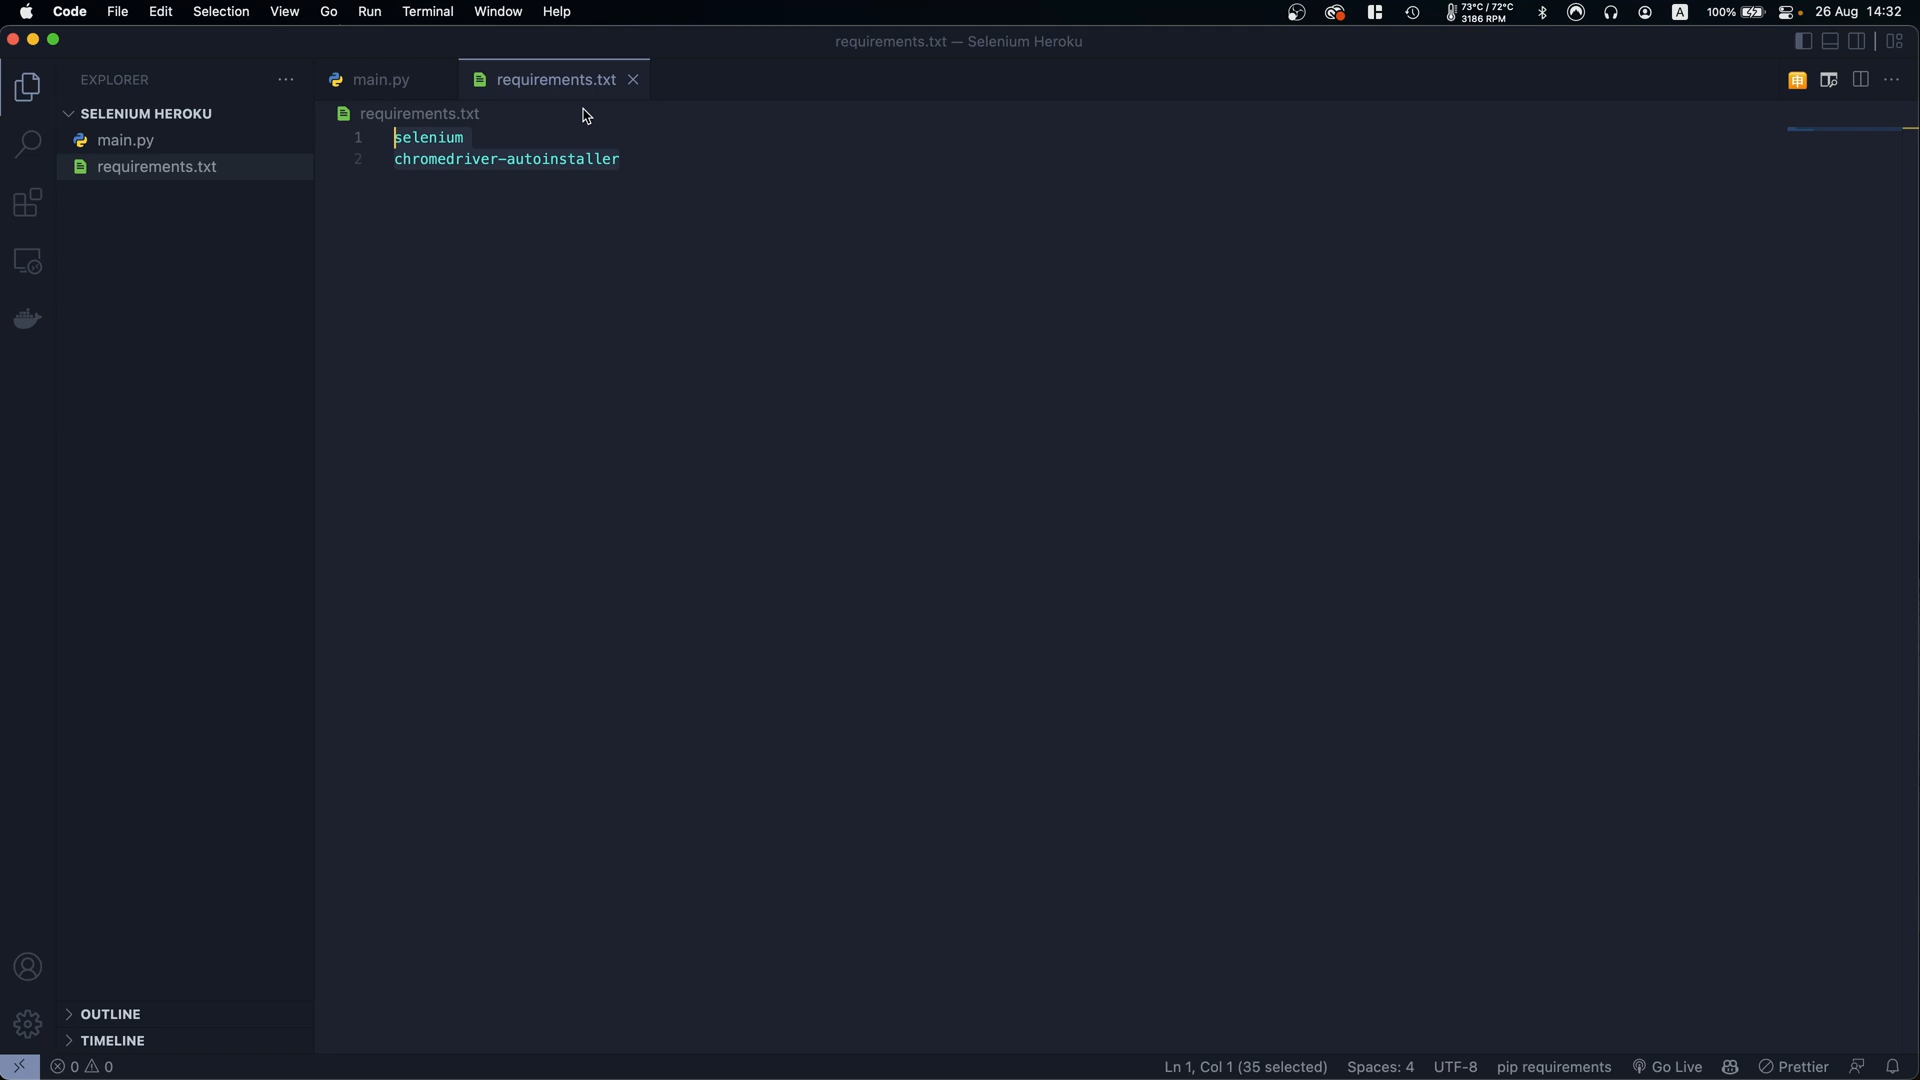 Code File Edit Selection View Go Run Terminal Window Help 73°C / 72°C 3186 RPM A 100% 26 Aug 14:32
requirements.txt — Selenium Heroku
EXPLORER
main.py
requirements.txt
SELENIUM HEROKU
main.py
requirements.txt
requirements.txt
1 selenium
2 chromedriver-autoinstaller
OUTLINE
TIMELINE
0 0 Ln 1, Col 1 (35 selected) Spaces: 4 UTF-8 pip requirements Go Live Prettier